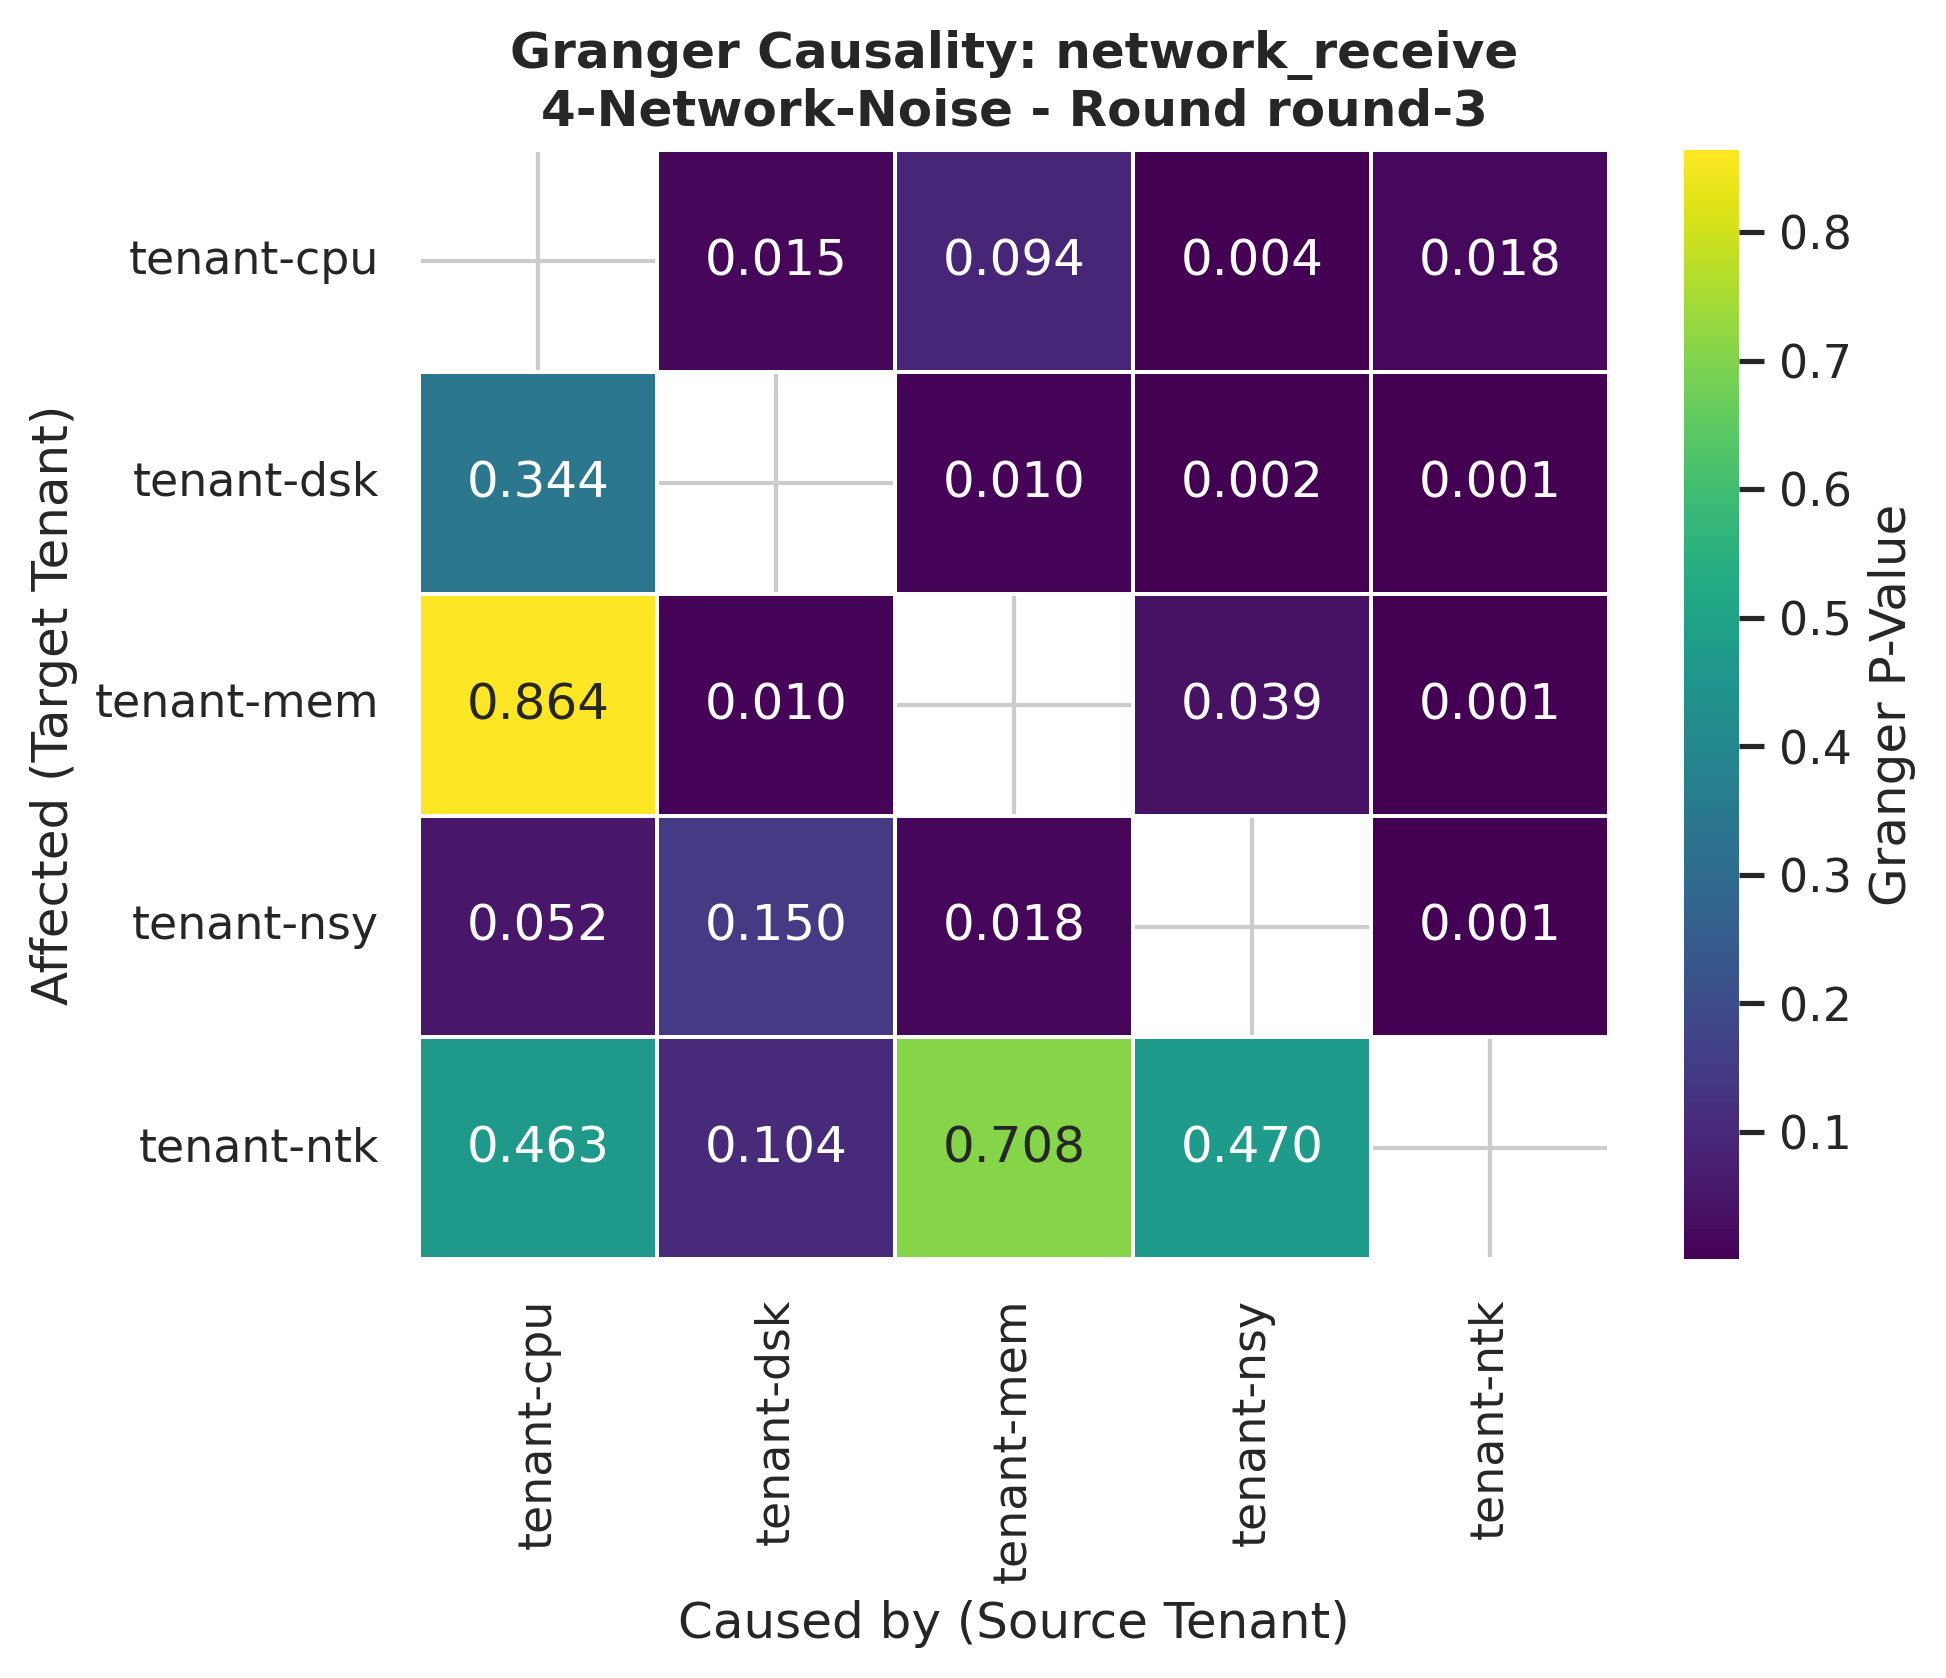 Granger Causality: network_receive
4-Network-Noise - Round round-3
Affected (Target Tenant)
tenant-cpu
0.015 0.094 0.004 0.018
tenant-dsk
0.344 0.010 0.002 0.001
tenant-mem
0.864 0.010 0.039 0.001
tenant-nsy
0.052 0.150 0.018 0.001
tenant-ntk
0.463 0.104 0.708 0.470
tenant-cpu
tenant-dsk
tenant-mem
tenant-nsy
tenant-ntk
Caused by (Source Tenant)
0.8
0.7
0.6
0.5
0.4
0.3
0.2
0.1
Granger P-Value